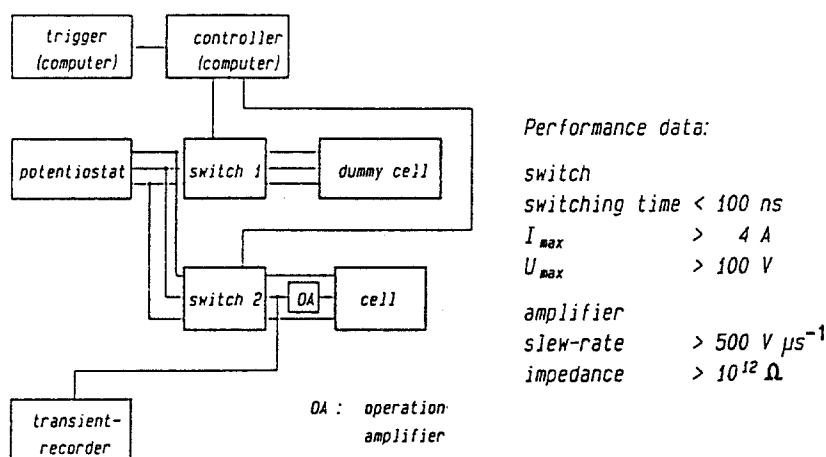 trigger
(computer)
controller
(computer)
potentiostat
switch 1
dummy cell
switch 2
OA
cell
transient-
recorder
OA : operation
amplifier
Performance data:
switch
switching time < 100 ns
I max > 4 A
U max > 100 V
amplifier
slew-rate > 500 V µs⁻¹
impedance > 10¹² Ω